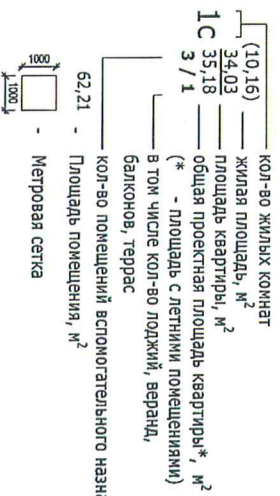 кол-во жилых комнат
(10,16) жилая площадь, м²
1С 34,03 площадь квартиры, м²
35,18 общая проектная площадь квартиры*, м²
3 / 1 (* - площадь с летними помещениями)
в том числе кол-во лоджий, веранд,
балконов, террас
кол-во помещений вспомогательного назна
62,21 - Площадь помещения, м²
1000
1000 - Метровая сетка